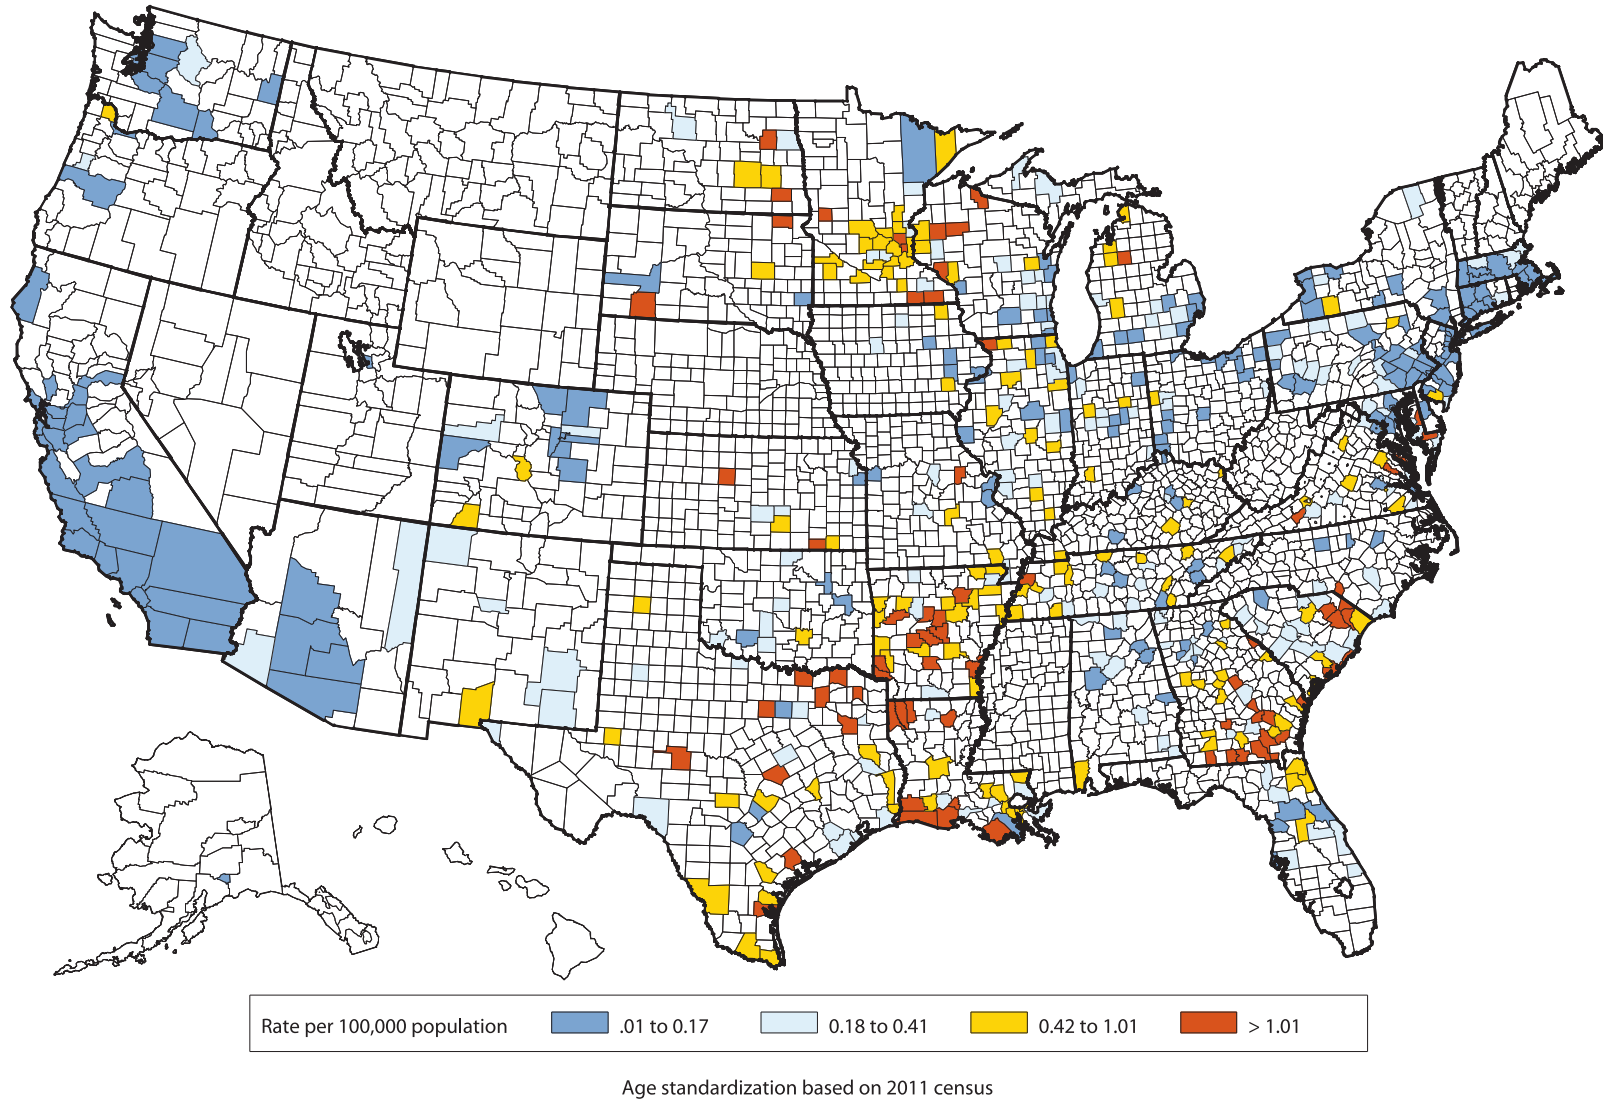 Rate per 100,000 population .01 to 0.17 0.18 to 0.41 0.42 to 1.01 > 1.01
Age standardization based on 2011 census